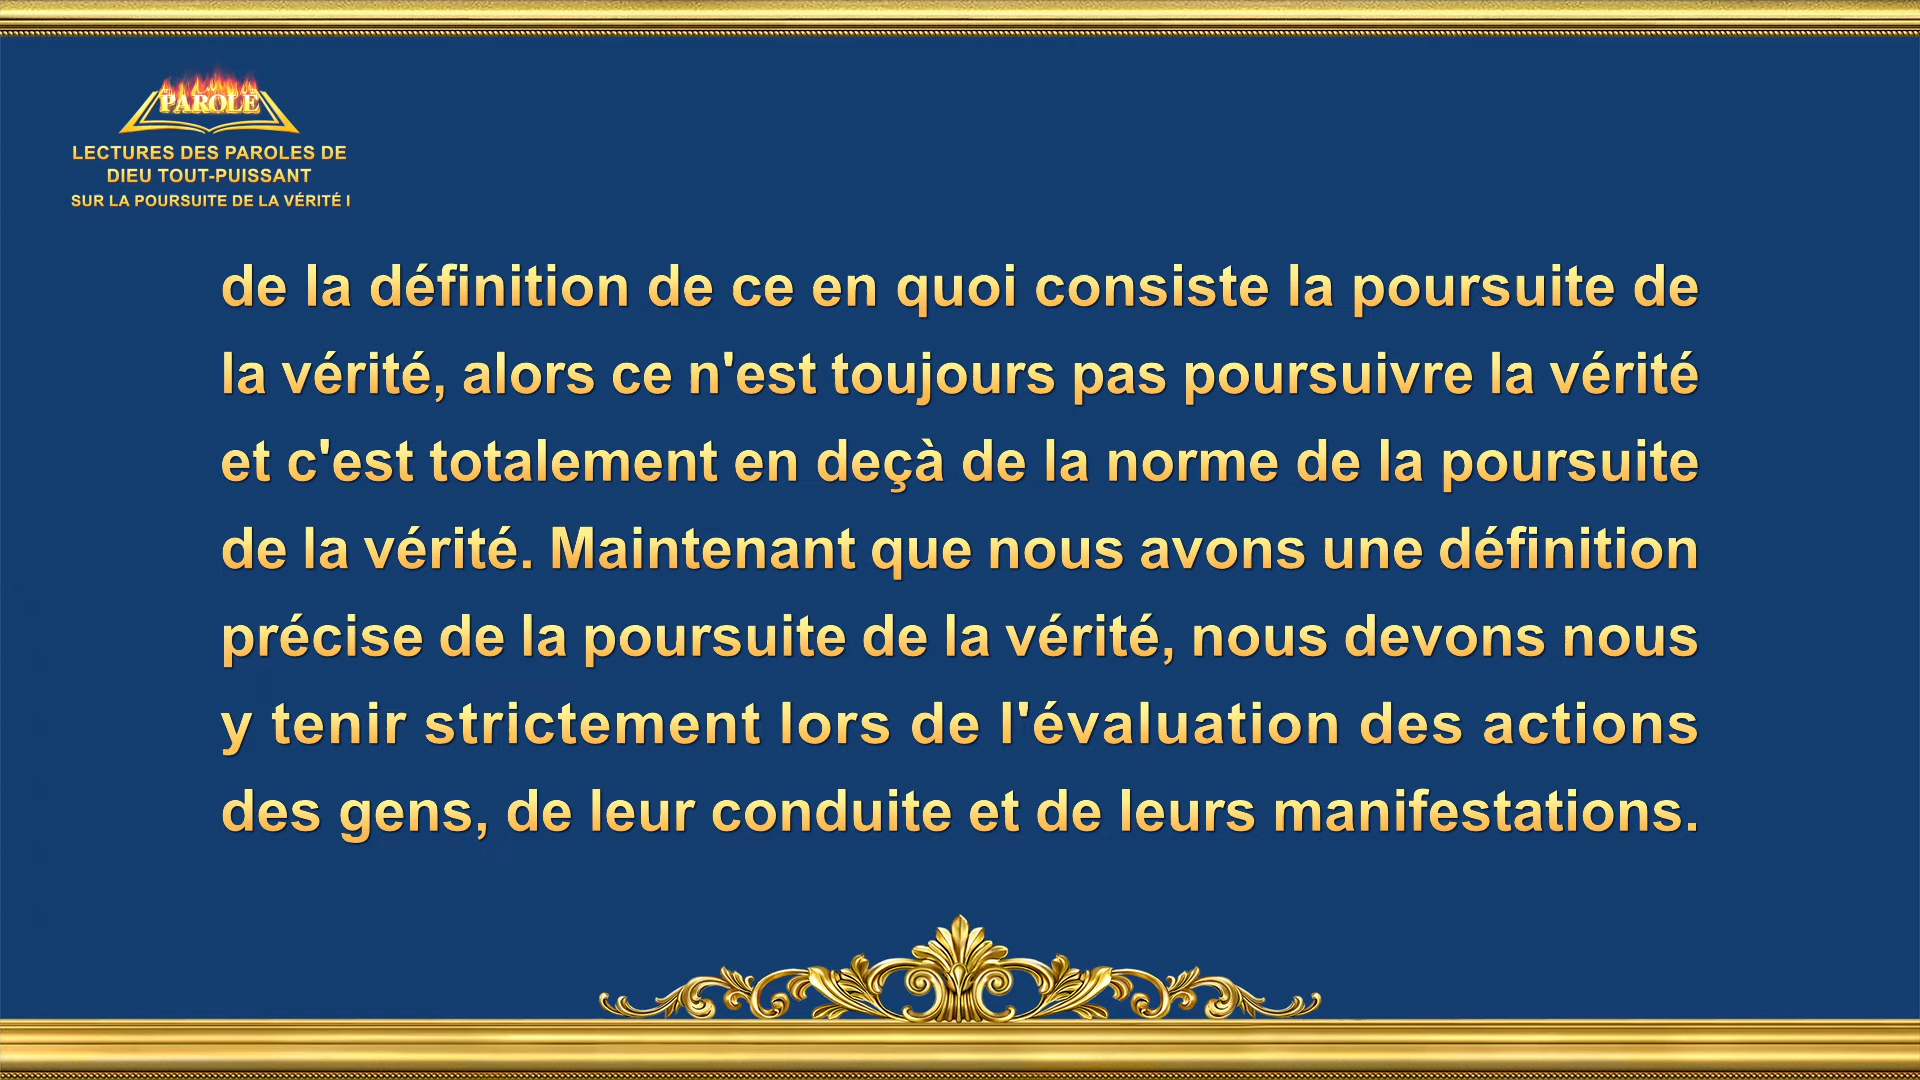 PAROLE
LECTURES DES PAROLES DE
DIEU TOUT-PUISSANT
SUR LA POURSUITE DE LA VÉRITÉ I
de la définition de ce en quoi consiste la poursuite de
la vérité, alors ce n'est toujours pas poursuivre la vérité
et c'est totalement en deçà de la norme de la poursuite
de la vérité. Maintenant que nous avons une définition
précise de la poursuite de la vérité, nous devons nous
y tenir strictement lors de l'évaluation des actions
des gens, de leur conduite et de leurs manifestations.